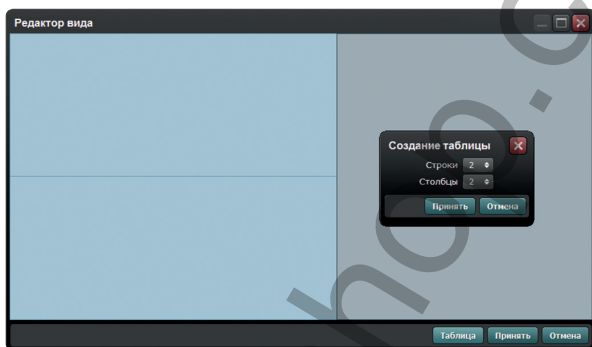 Редактор вида
Создание таблицы
Строки 2
Столбцы 2
Принять Отмена
Таблица Принять Отмена